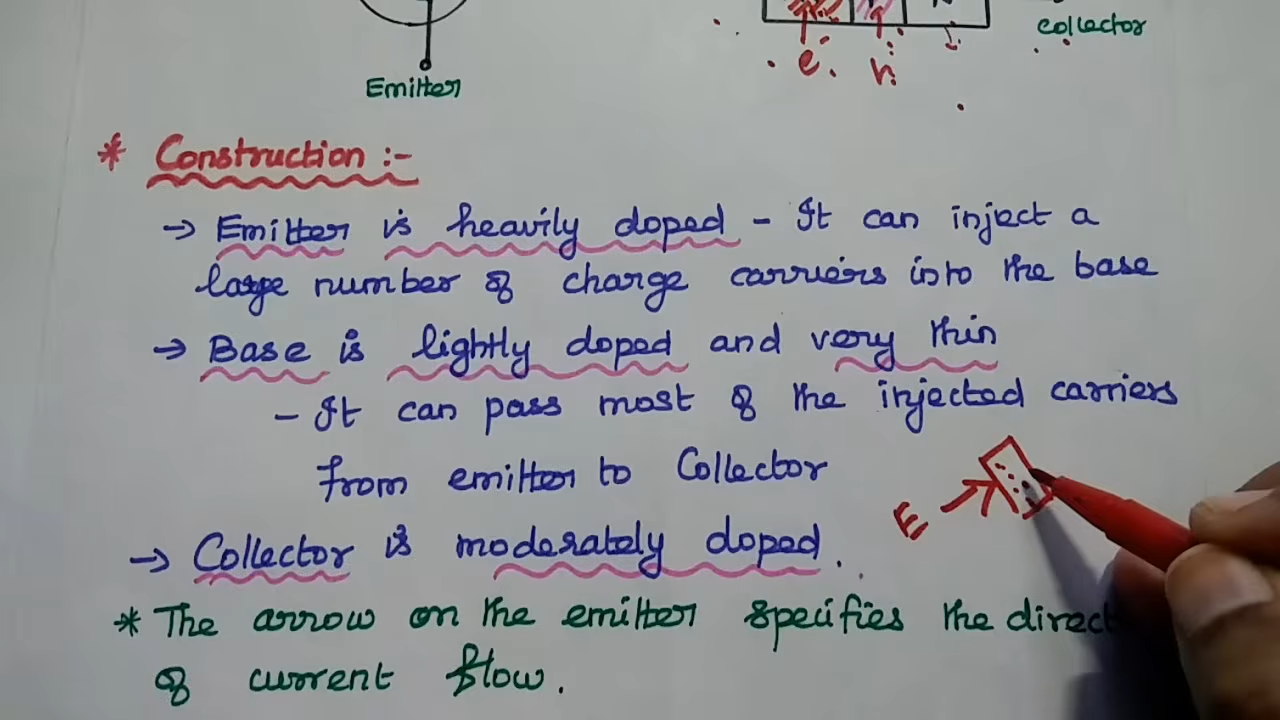 N
collector
e
h
Emitter
* Construction :-
→ Emitter is heavily doped - It can inject a
large number of charge carriers into the base
→ Base is lightly doped and very thin
- It can pass most of the injected carriers
from emitter to Collector
E
→ Collector is moderately doped.
* The arrow on the emitter specifies the direct
of current flow.